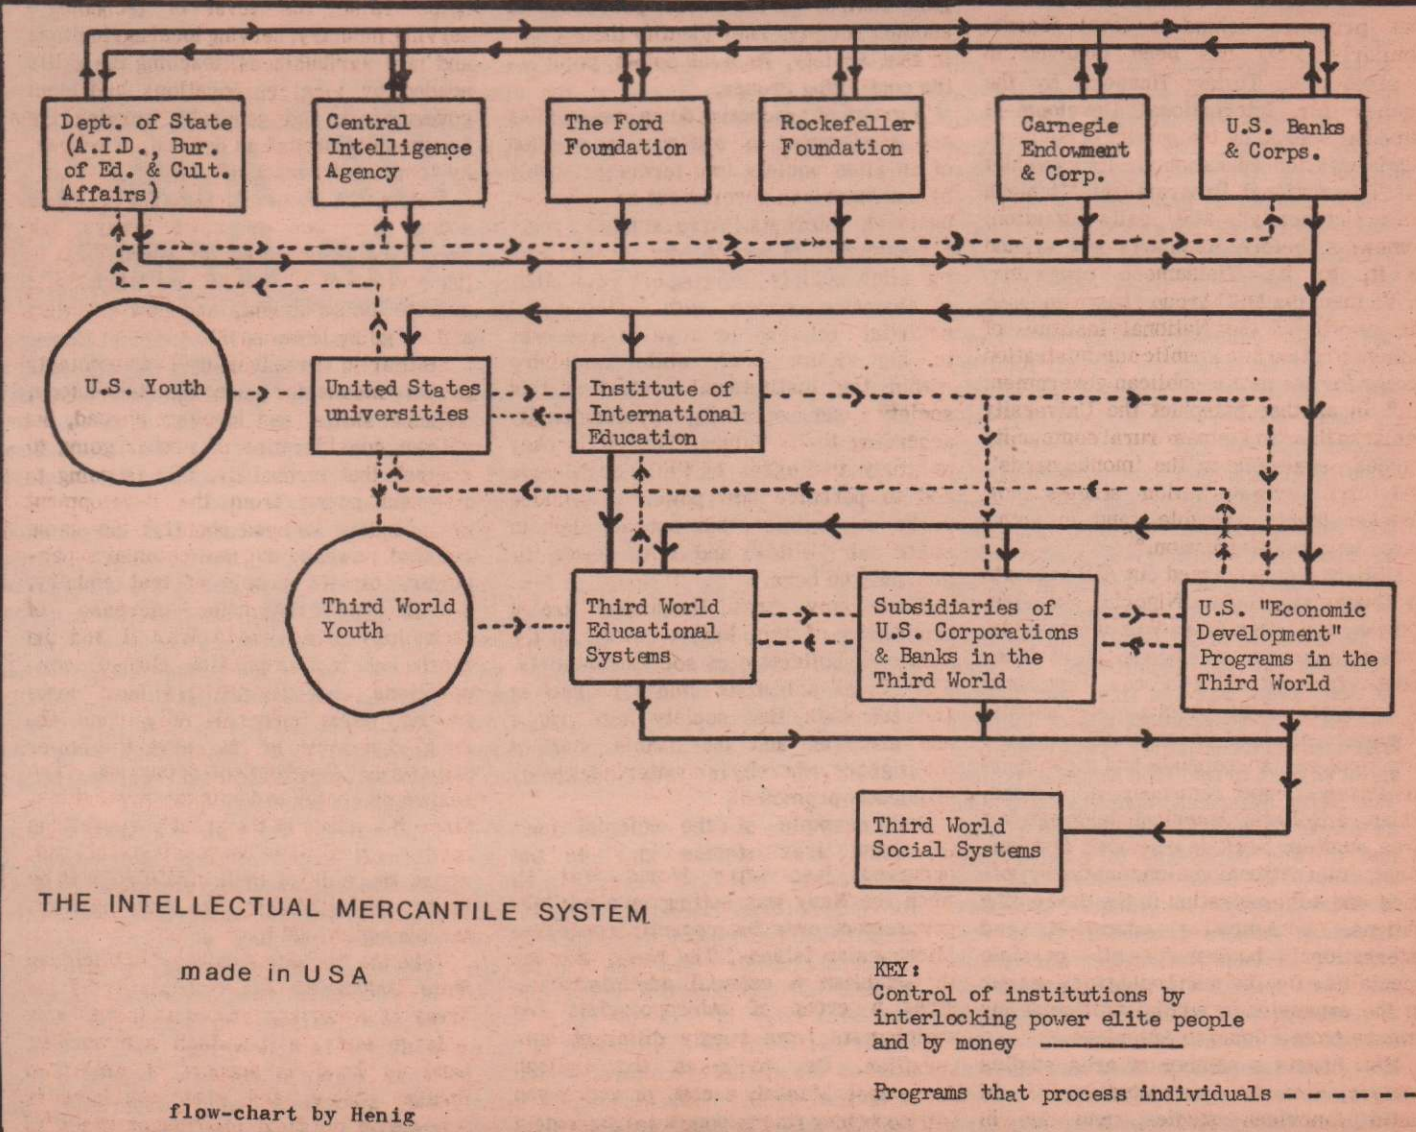 Dept. of State
(A.I.D., Bur.
of Ed. & Cult.
Affairs)
Central
Intelligence
Agency
The Ford
Foundation
Rockefeller
Foundation
Carnegie
Endowment
& Corp.
U.S. Banks
& Corps.
U.S. Youth
United States
universities
Institute of
International
Education
Third World
Youth
Third World
Educational
Systems
Subsidiaries of
U.S. Corporations
& Banks in the
Third World
U.S. "Economic
Development"
Programs in the
Third World
Third World
Social Systems
THE INTELLECTUAL MERCANTILE SYSTEM
made in USA
flow-chart by Henig
KEY:
Control of institutions by
interlocking power elite people
and by money
Programs that process individuals